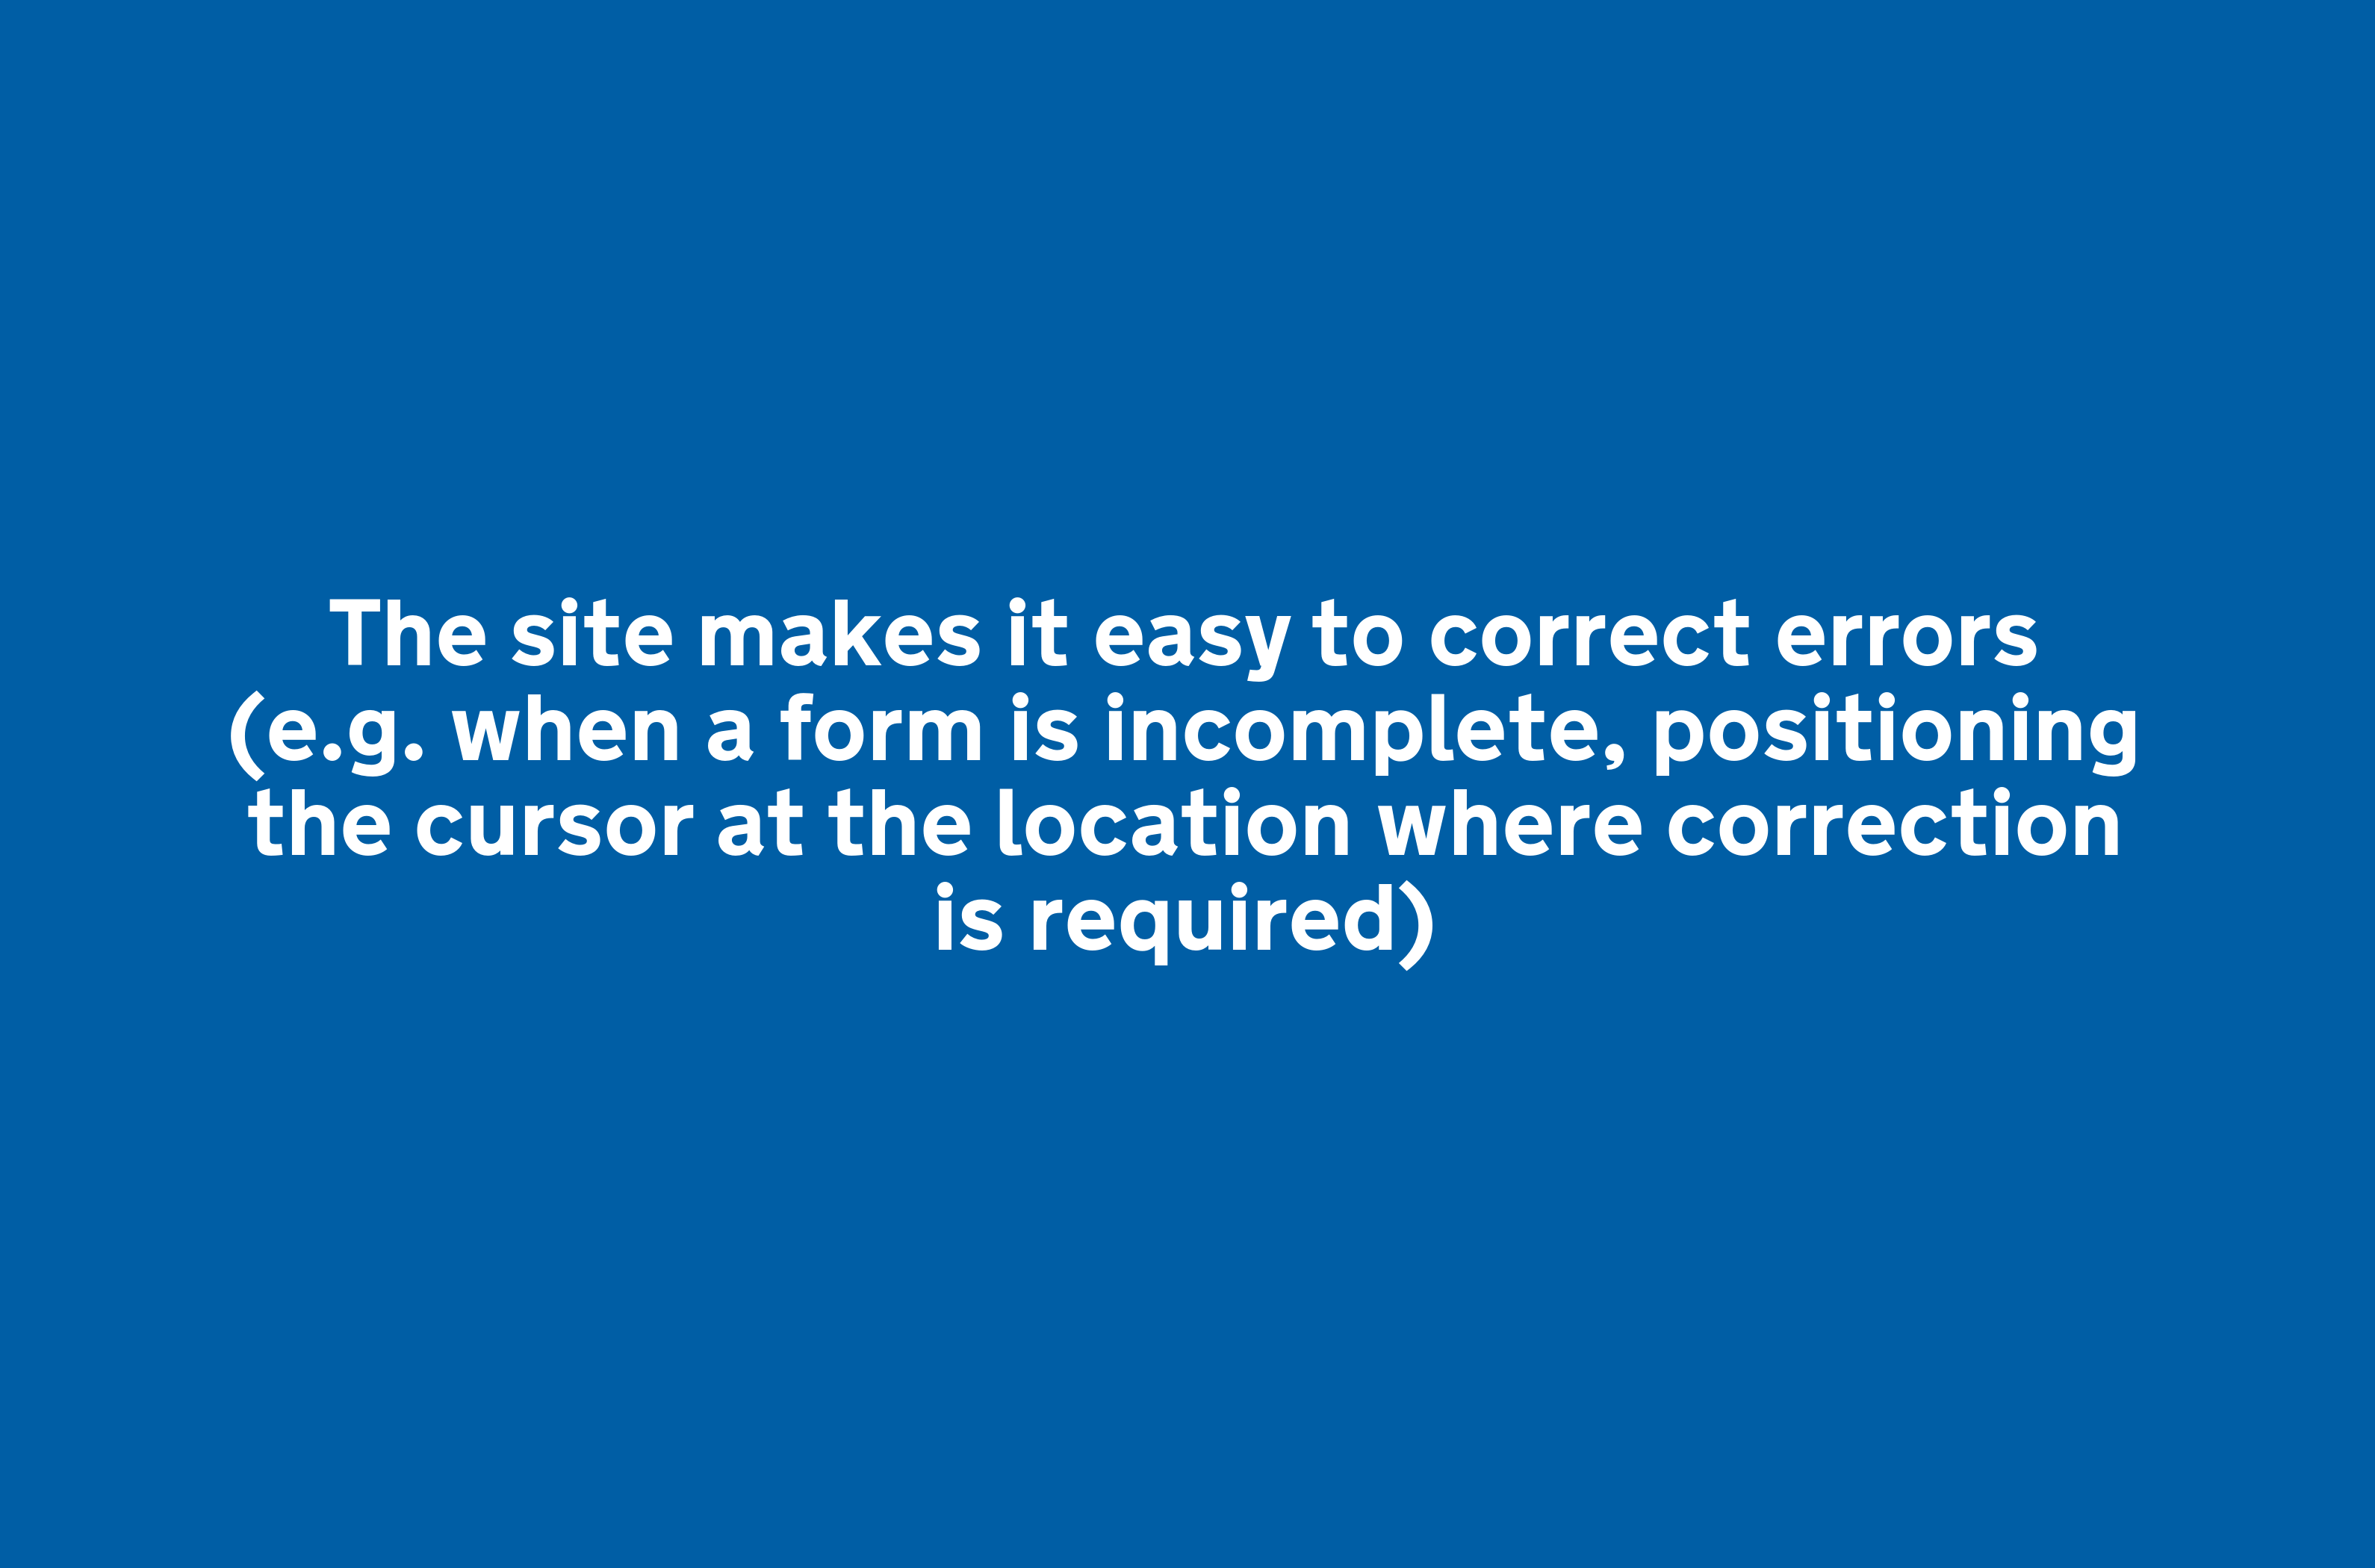 The site makes it easy to correct errors
(e.g. when a form is incomplete, positioning
the cursor at the location where correction
is required)